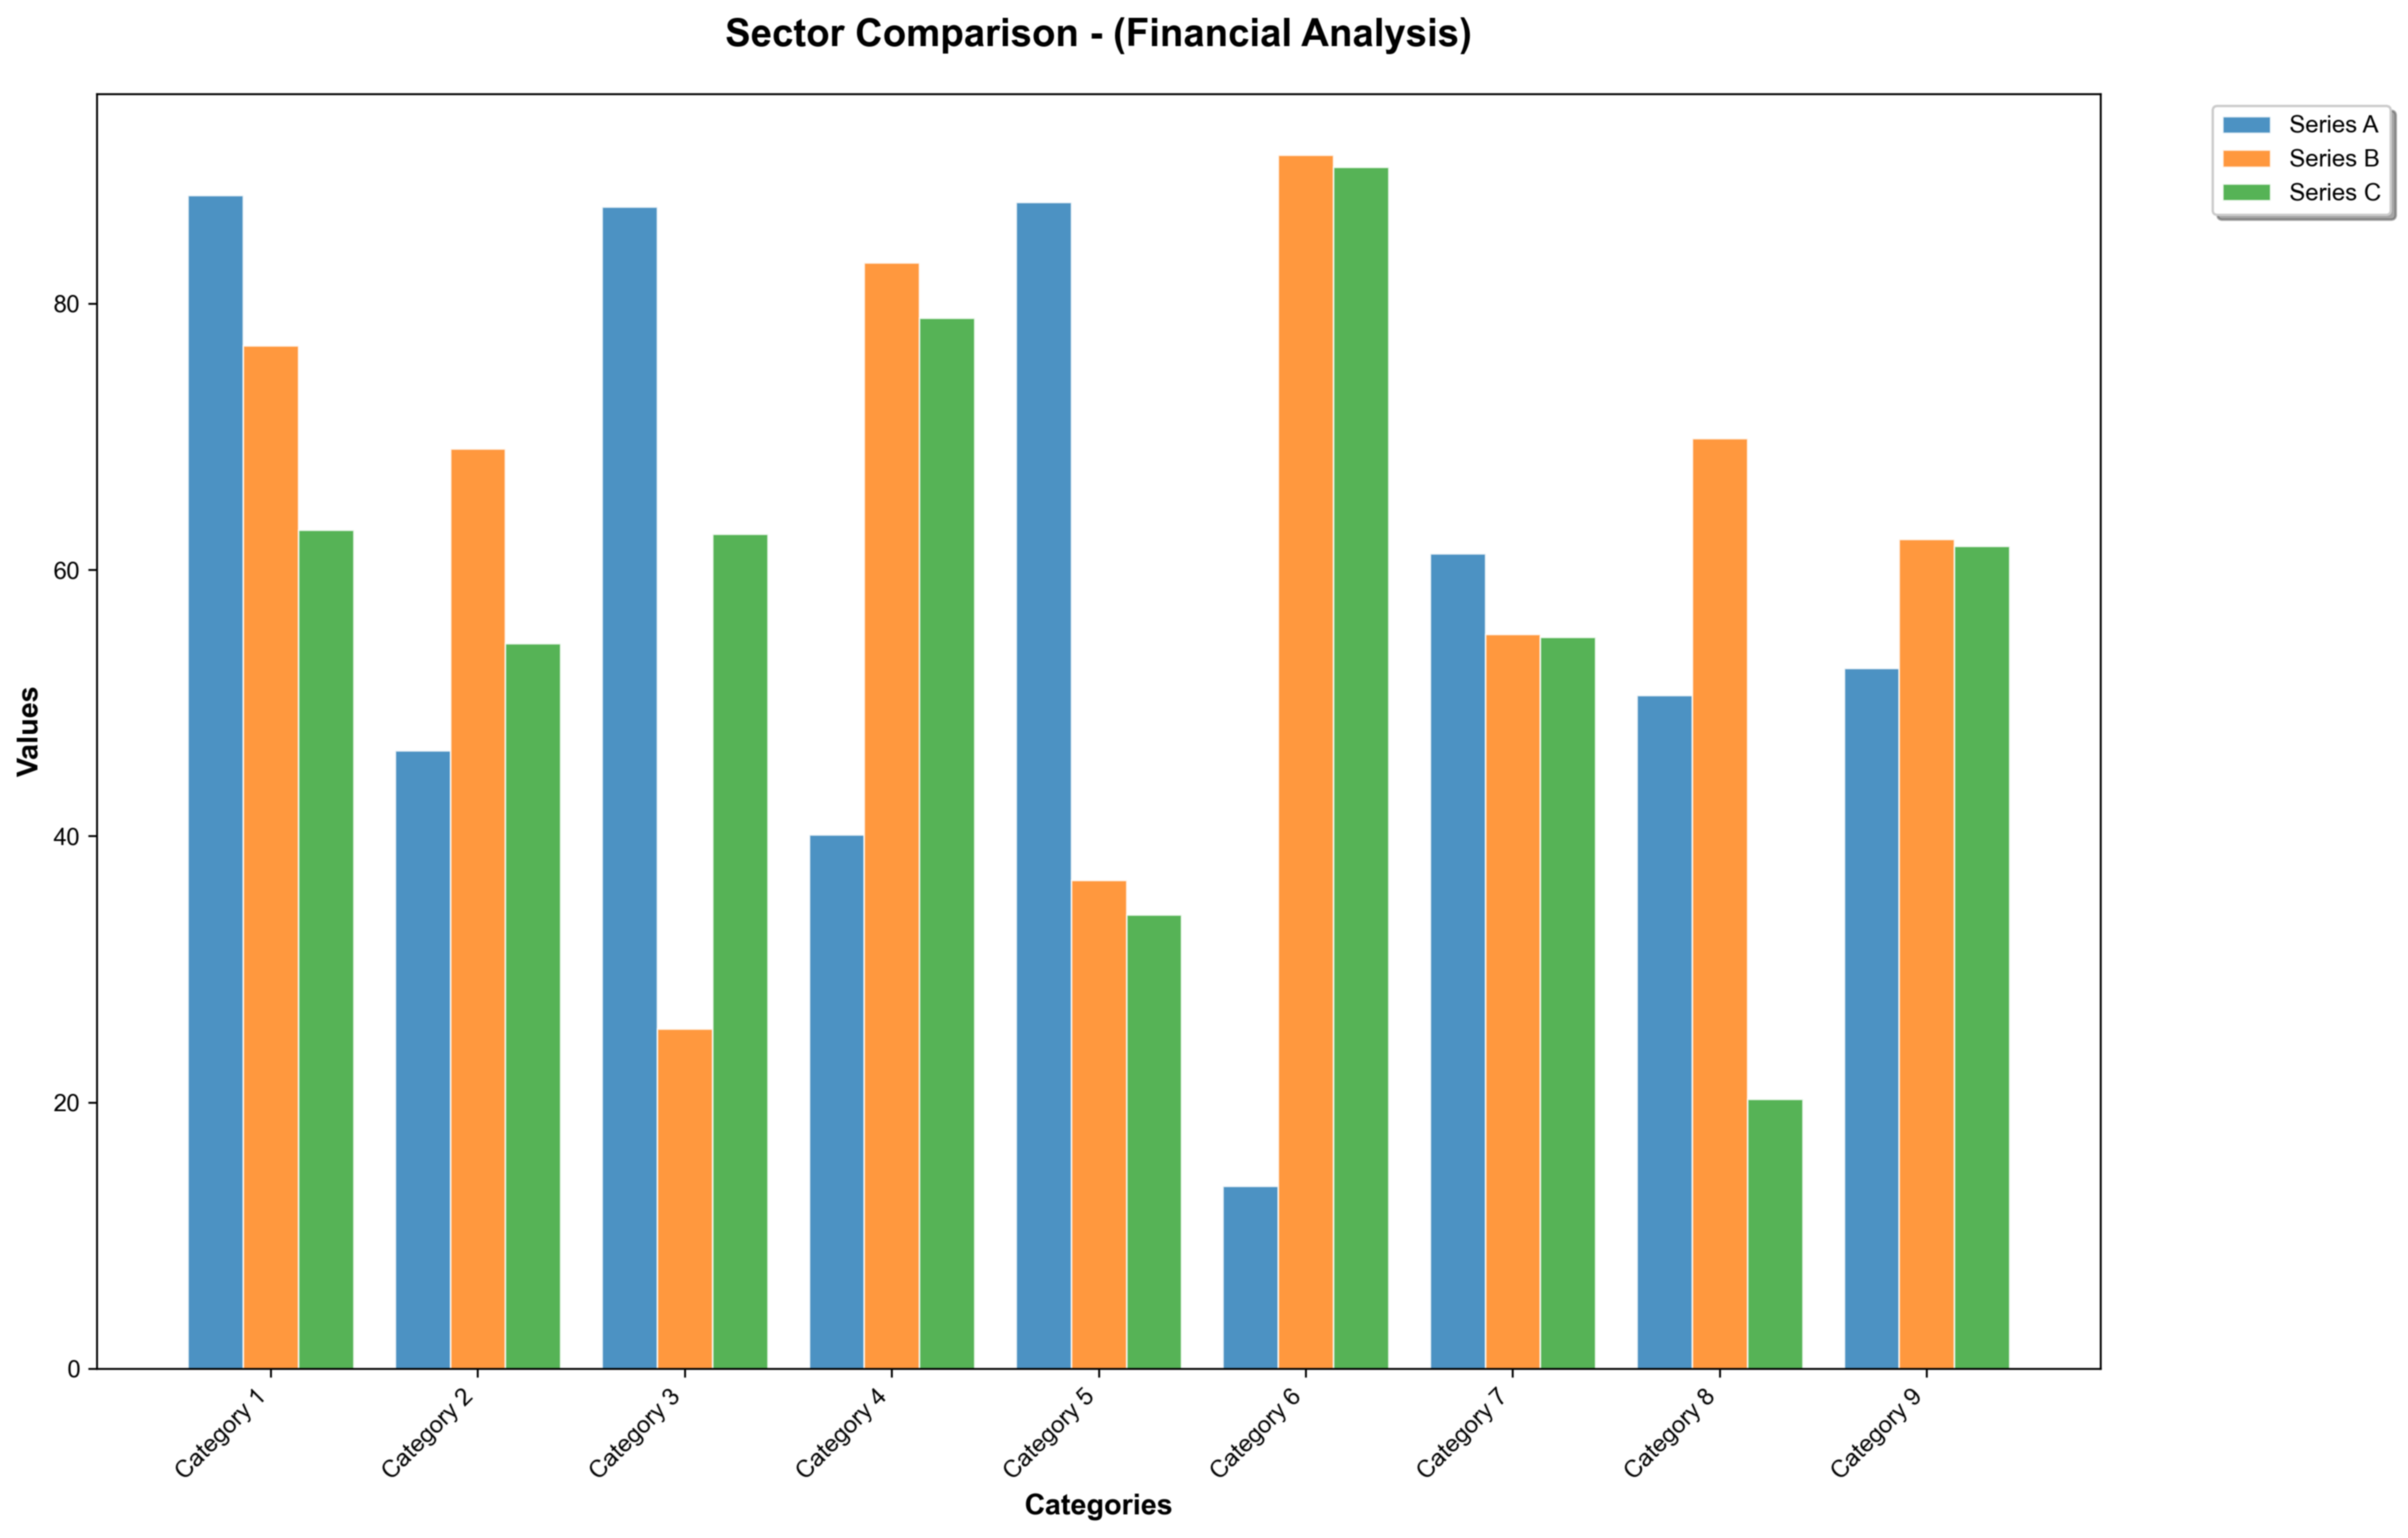 Sector Comparison - (Financial Analysis)
Series A
Series B
Series C
Values
80
60
40
20
0
Category 1
Category 2
Category 3
Category 4
Category 5
Category 6
Category 7
Category 8
Category 9
Categories